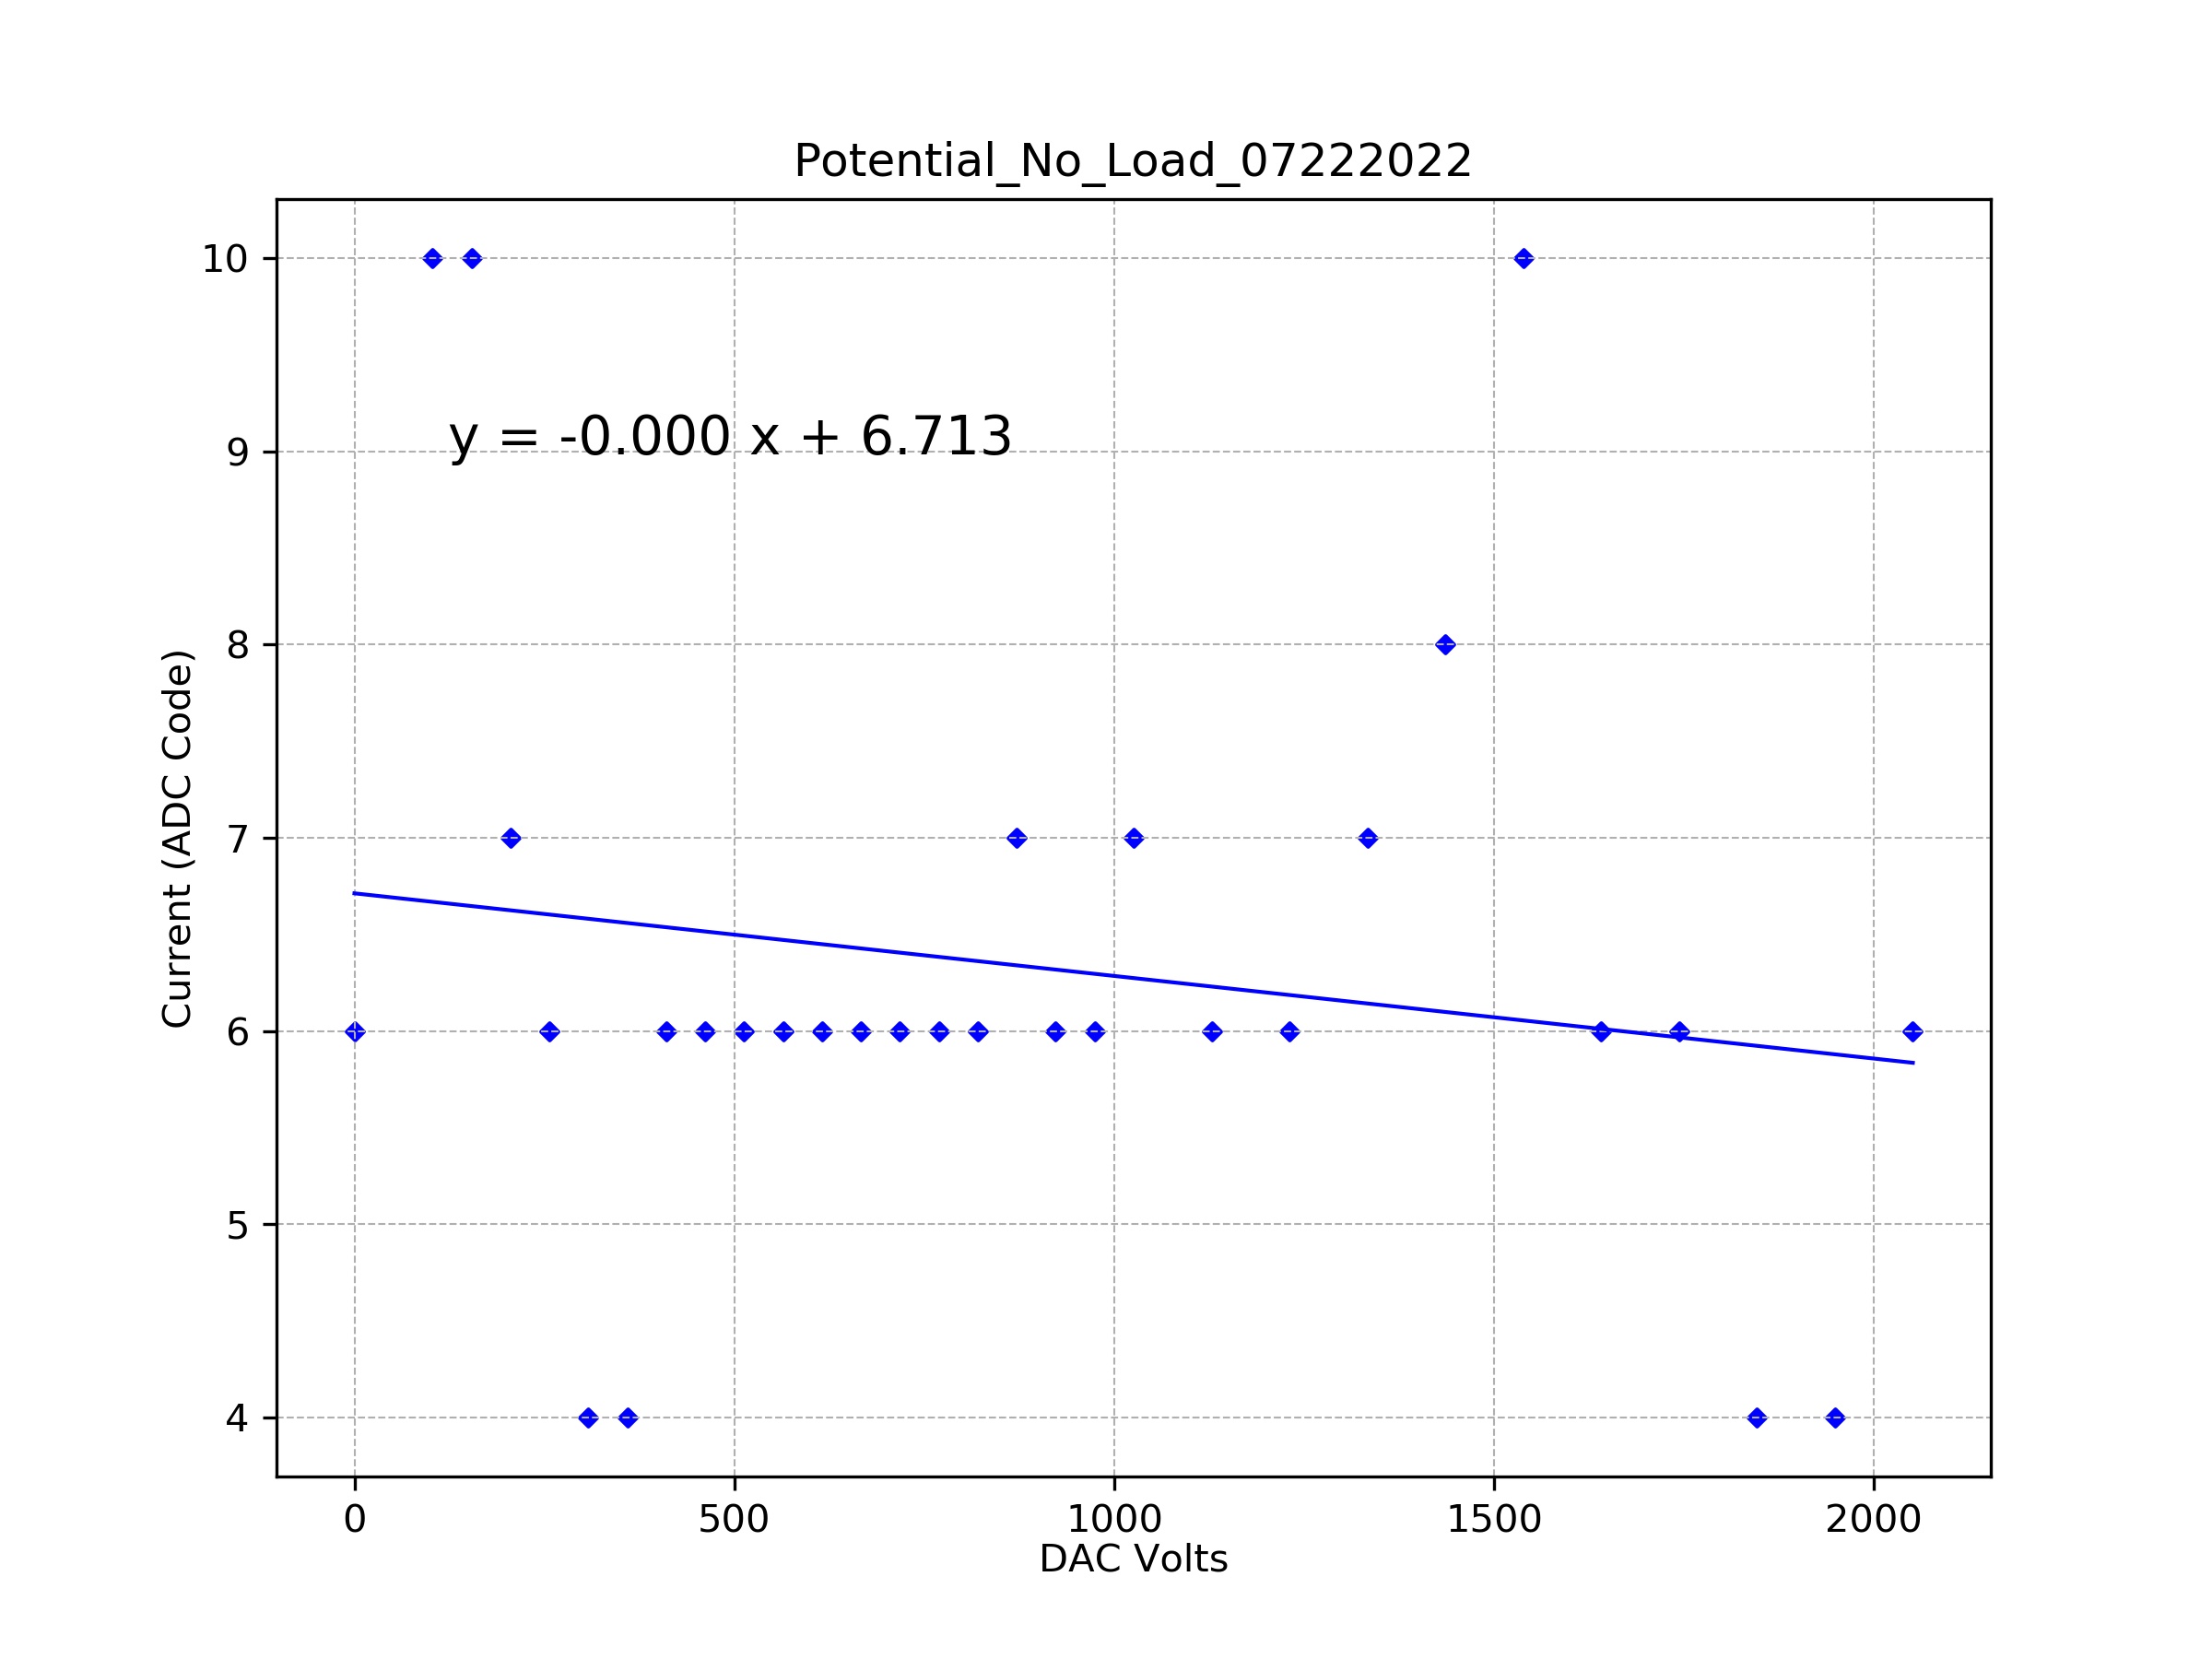 Potential_No_Load_07222022
10
9
8
7
6
5
4
y = -0.000 x + 6.713
Current (ADC Code)
0 500 1000 1500 2000
DAC Volts